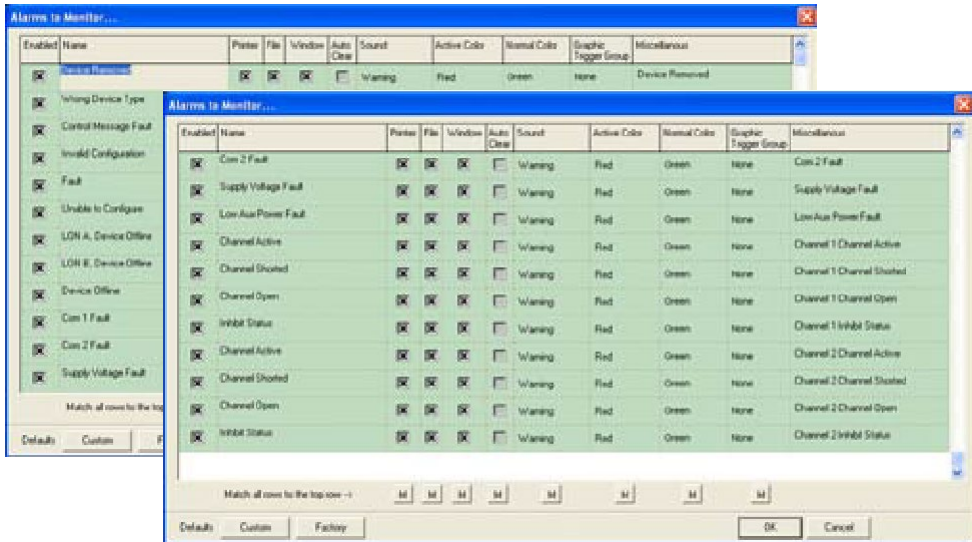 Alarms to Monitor...
Enabled Name Printer File Window Auto Clear Sound Active Color Normal Color Graphic Trigger Group Miscellanous
Device Removed Warning Red Green None Device Removed
Wrong Device Type
Control Message Fault
Invalid Configuration
Fault
Unable to Configure
LON A, Device Offline
LON B, Device Offline
Device Offline
Com 1 Fault
Com 2 Fault
Supply Voltage Fault
Match all rows to the top
Defaults Custom F
Alarms to Monitor...
Enabled Name Printer File Window Auto Clear Sound Active Color Normal Color Graphic Trigger Group Miscellanous
Com 2 Fault Warning Red Green None Com 2 Fault
Supply Voltage Fault Warning Red Green None Supply Voltage Fault
Low Aux Power Fault Warning Red Green None Low Aux Power Fault
Channel Active Warning Red Green None Channel 1 Channel Active
Channel Shorted Warning Red Green None Channel 1 Channel Shorted
Channel Open Warning Red Green None Channel 1 Channel Open
Inhibit Status Warning Red Green None Channel 1 Inhibit Status
Channel Active Warning Red Green None Channel 2 Channel Active
Channel Shorted Warning Red Green None Channel 2 Channel Shorted
Channel Open Warning Red Green None Channel 2 Channel Open
Inhibit Status Warning Red Green None Channel 2 Inhibit Status
Match all rows to the top row --> M M M M M M M M
Defaults Custom Factory OK Cancel